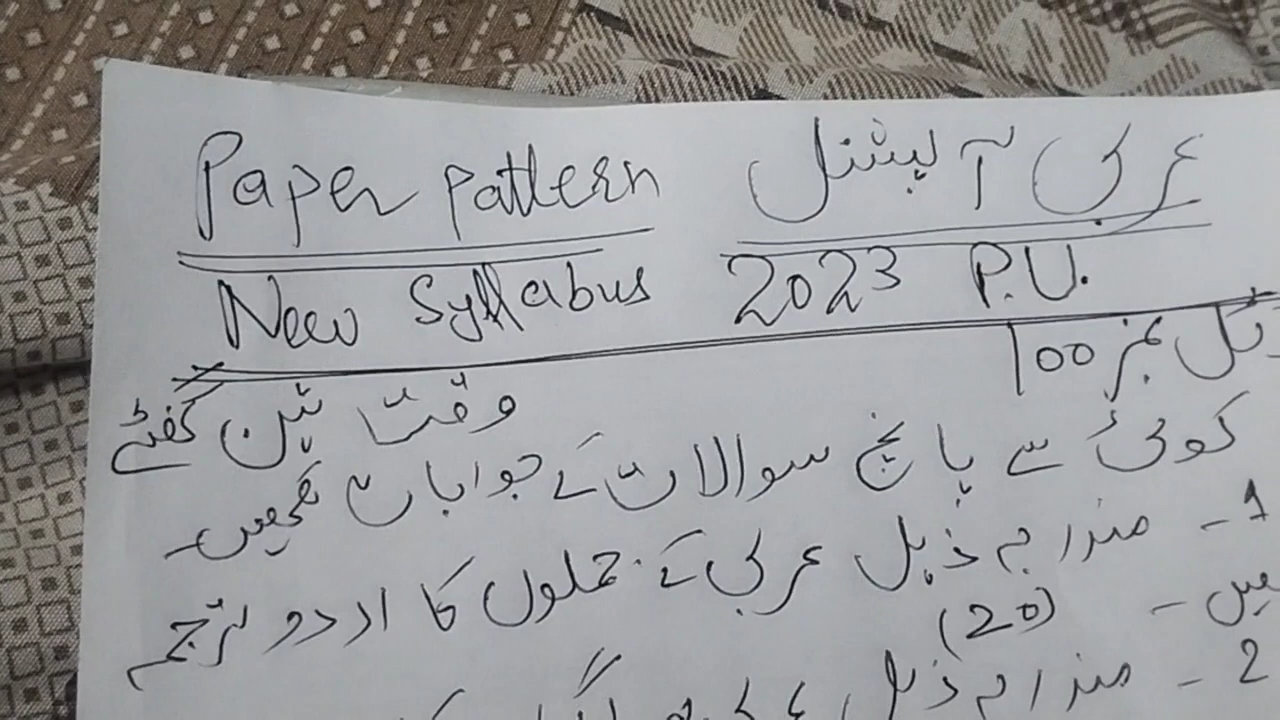 Paper pattern عربی آپشنل
New Syllabus 2023 P.U.
کل نمبر 100
وقت تین گھنٹے
کوئی سے پانچ سوالات کے جوابات لکھیں۔
1- مندرجہ ذیل عربی کے جملوں کا اردو ترجمہ
(20)
2- مندرجہ ذیل